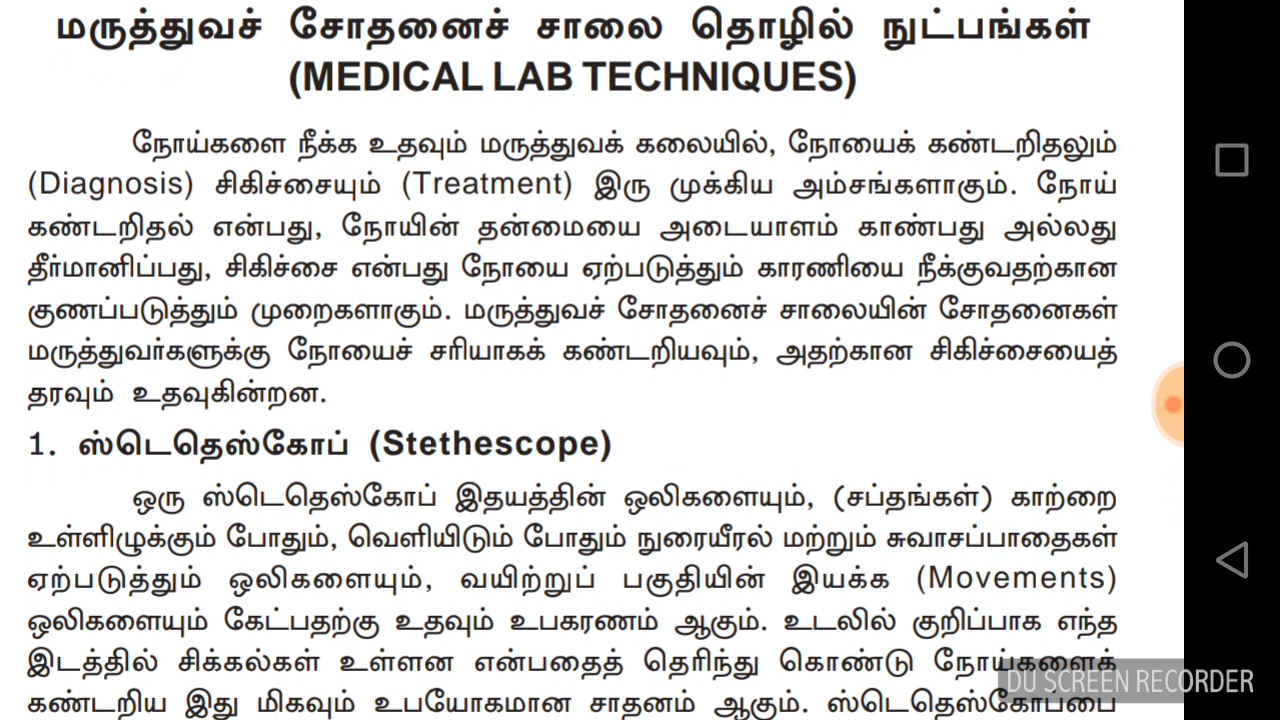 மருத்துவச் சோதனைச் சாலை தொழில் நுட்பங்கள்
(MEDICAL LAB TECHNIQUES)
நோய்களை நீக்க உதவும் மருத்துவக் கலையில், நோயைக் கண்டறிதலும்
(Diagnosis) சிகிச்சையும் (Treatment) இரு முக்கிய அம்சங்களாகும். நோய்
கண்டறிதல் என்பது, நோயின் தன்மையை அடையாளம் காண்பது அல்லது
தீர்மானிப்பது, சிகிச்சை என்பது நோயை ஏற்படுத்தும் காரணியை நீக்குவதற்கான
குணப்படுத்தும் முறைகளாகும். மருத்துவச் சோதனைச் சாலையின் சோதனைகள்
மருத்துவர்களுக்கு நோயைச் சரியாகக் கண்டறியவும், அதற்கான சிகிச்சையைத்
தரவும் உதவுகின்றன.
1. ஸ்டெதெஸ்கோப் (Stethescope)
ஒரு ஸ்டெதெஸ்கோப் இதயத்தின் ஒலிகளையும், (சப்தங்கள்) காற்றை
உள்ளிழுக்கும் போதும், வெளியிடும் போதும் நுரையீரல் மற்றும் சுவாசப்பாதைகள்
ஏற்படுத்தும் ஒலிகளையும், வயிற்றுப் பகுதியின் இயக்க (Movements)
ஒலிகளையும் கேட்பதற்கு உதவும் உபகரணம் ஆகும். உடலில் குறிப்பாக எந்த
இடத்தில் சிக்கல்கள் உள்ளன என்பதைத் தெரிந்து கொண்டு நோய்களைக்
கண்டறிய இது மிகவும் உபயோகமான சாதனம் ஆகும். ஸ்டெதெஸ்கோப்பை
DU SCREEN RECORDER